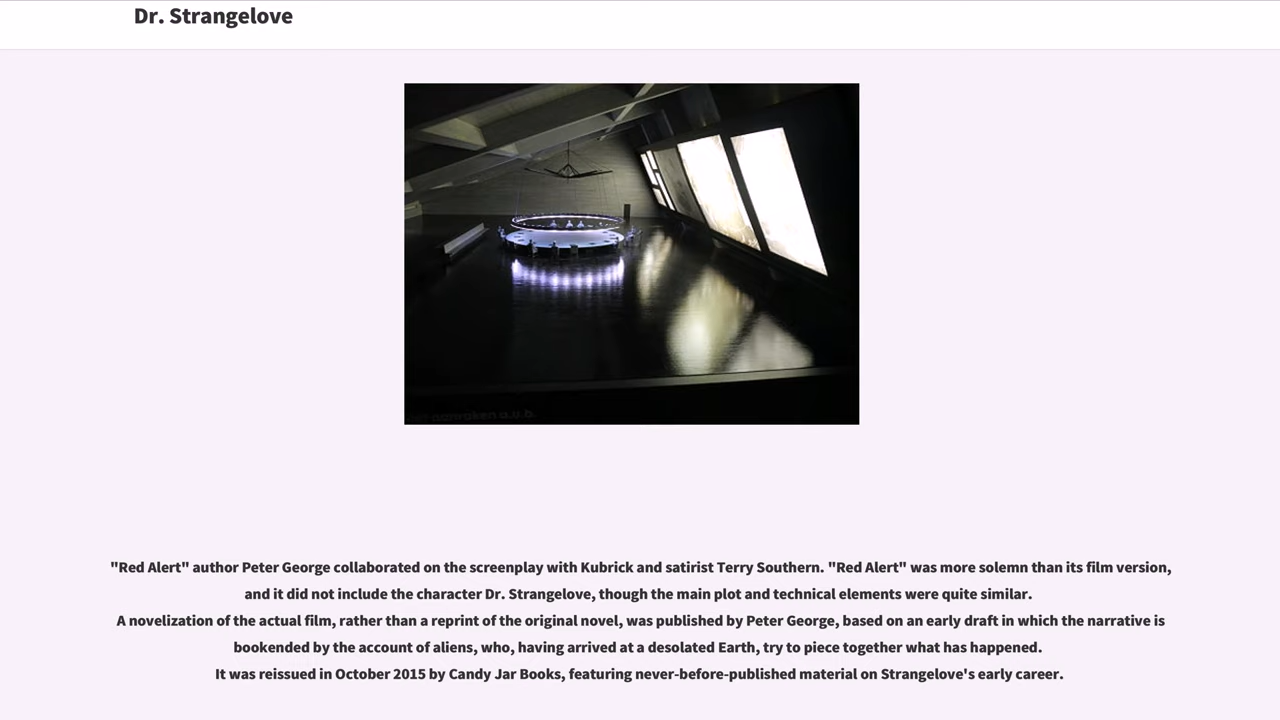 Dr. Strangelove
aanraken u.u.b.
"Red Alert" author Peter George collaborated on the screenplay with Kubrick and satirist Terry Southern. "Red Alert" was more solemn than its film version,
and it did not include the character Dr. Strangelove, though the main plot and technical elements were quite similar.
A novelization of the actual film, rather than a reprint of the original novel, was published by Peter George, based on an early draft in which the narrative is
bookended by the account of aliens, who, having arrived at a desolated Earth, try to piece together what has happened.
It was reissued in October 2015 by Candy Jar Books, featuring never-before-published material on Strangelove's early career.